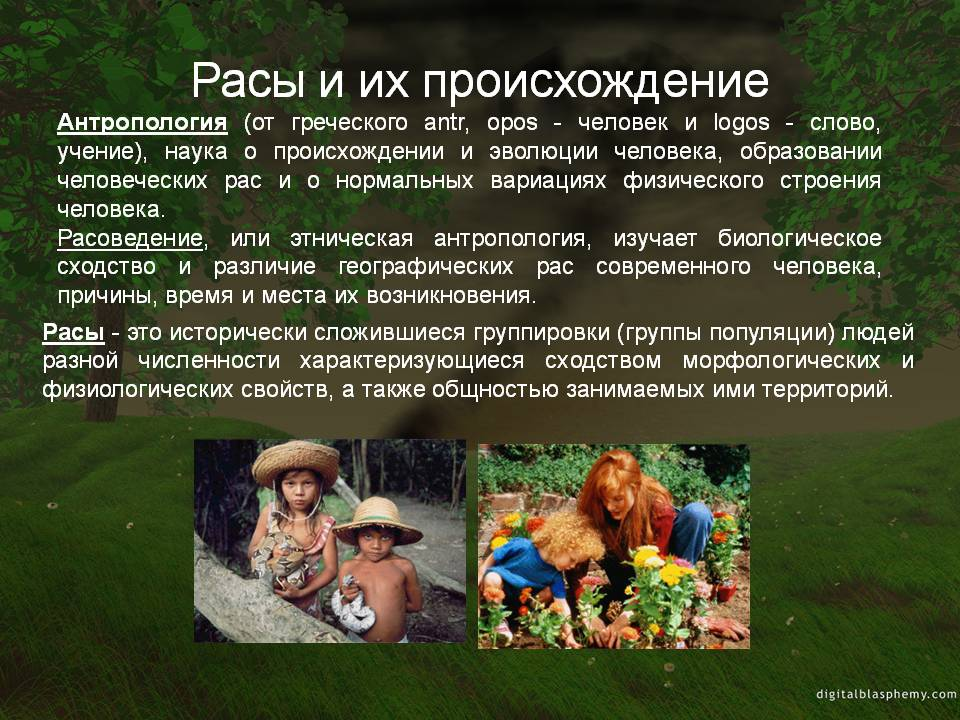 Расы и их происхождение
Антропология (от греческого antr, opos - человек и logos - слово,
учение), наука о происхождении и эволюции человека, образовании
человеческих рас и о нормальных вариациях физического строения
человека.
Расоведение, или этническая антропология, изучает биологическое
сходство и различие географических рас современного человека,
причины, время и места их возникновения.
Расы - это исторически сложившиеся группировки (группы популяции) людей
разной численности характеризующиеся сходством морфологических и
физиологических свойств, а также общностью занимаемых ими территорий.
digitalblasphemy.com